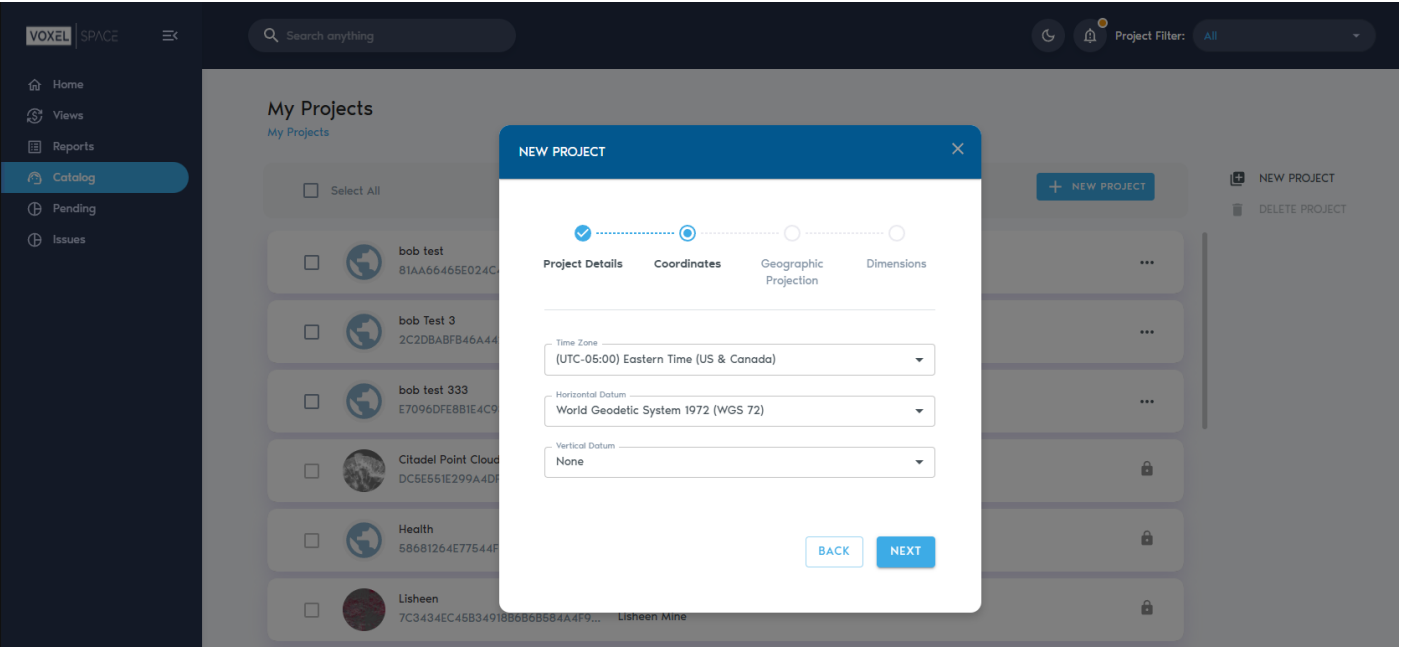 VOXEL SPACE
Search anything
Project Filter:
All
Home
Views
Reports
Catalog
Pending
Issues
My Projects
My Projects
Select All
NEW PROJECT
NEW PROJECT
DELETE PROJECT
bob test
81AA66465E024C
bob Test 3
2C2DBABFB46A44
bob test 333
E7096DFE8B1E4C9
Citadel Point Cloud
DC5E551E299A4DF
Health
58681264E77544F
Lisheen
7C3434EC45B34918B6B6B584A4F9...
Lisheen Mine
NEW PROJECT
Project Details
Coordinates
Geographic
Projection
Dimensions
Time Zone
(UTC-05:00) Eastern Time (US & Canada)
Horizontal Datum
World Geodetic System 1972 (WGS 72)
Vertical Datum
None
BACK
NEXT